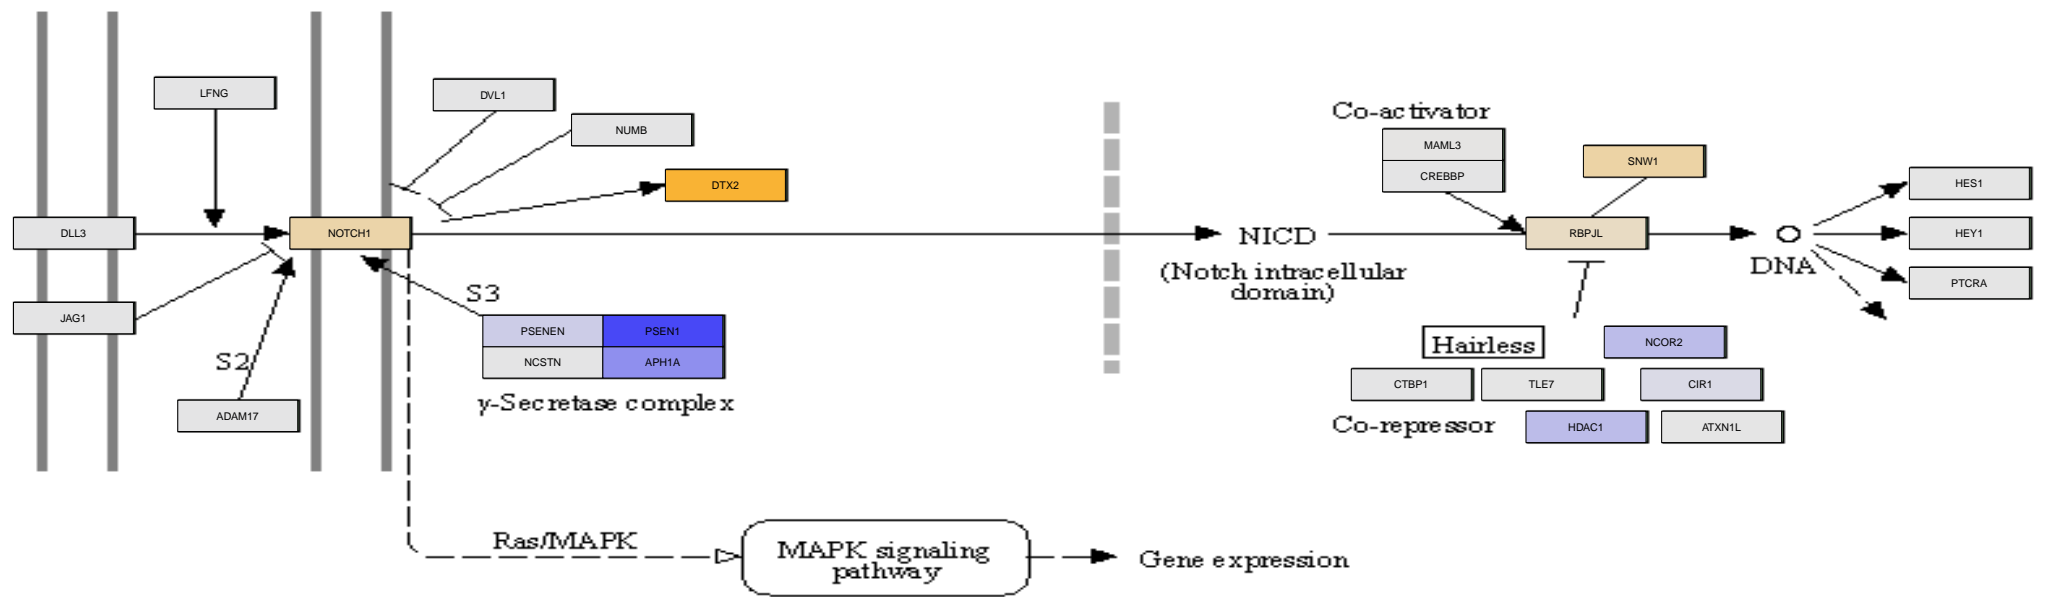 LFNG
DVL1
NUMB
DTX2
DLL3
NOTCH1
JAG1
S2
ADAM17
S3
PSENEN PSEN1
NCSTN APH1A
γ-Secretase complex
Ras/MAPK
MAPK signaling
pathway
Gene expression
NICD
(Notch intracellular
domain)
Co-activator
MAML3
CREBBP
SNW1
RBPJL
DNA
HES1
HEY1
PTCRA
Hairless
NCOR2
CTBP1
TLE7
CIR1
Co-repressor
HDAC1
ATXN1L